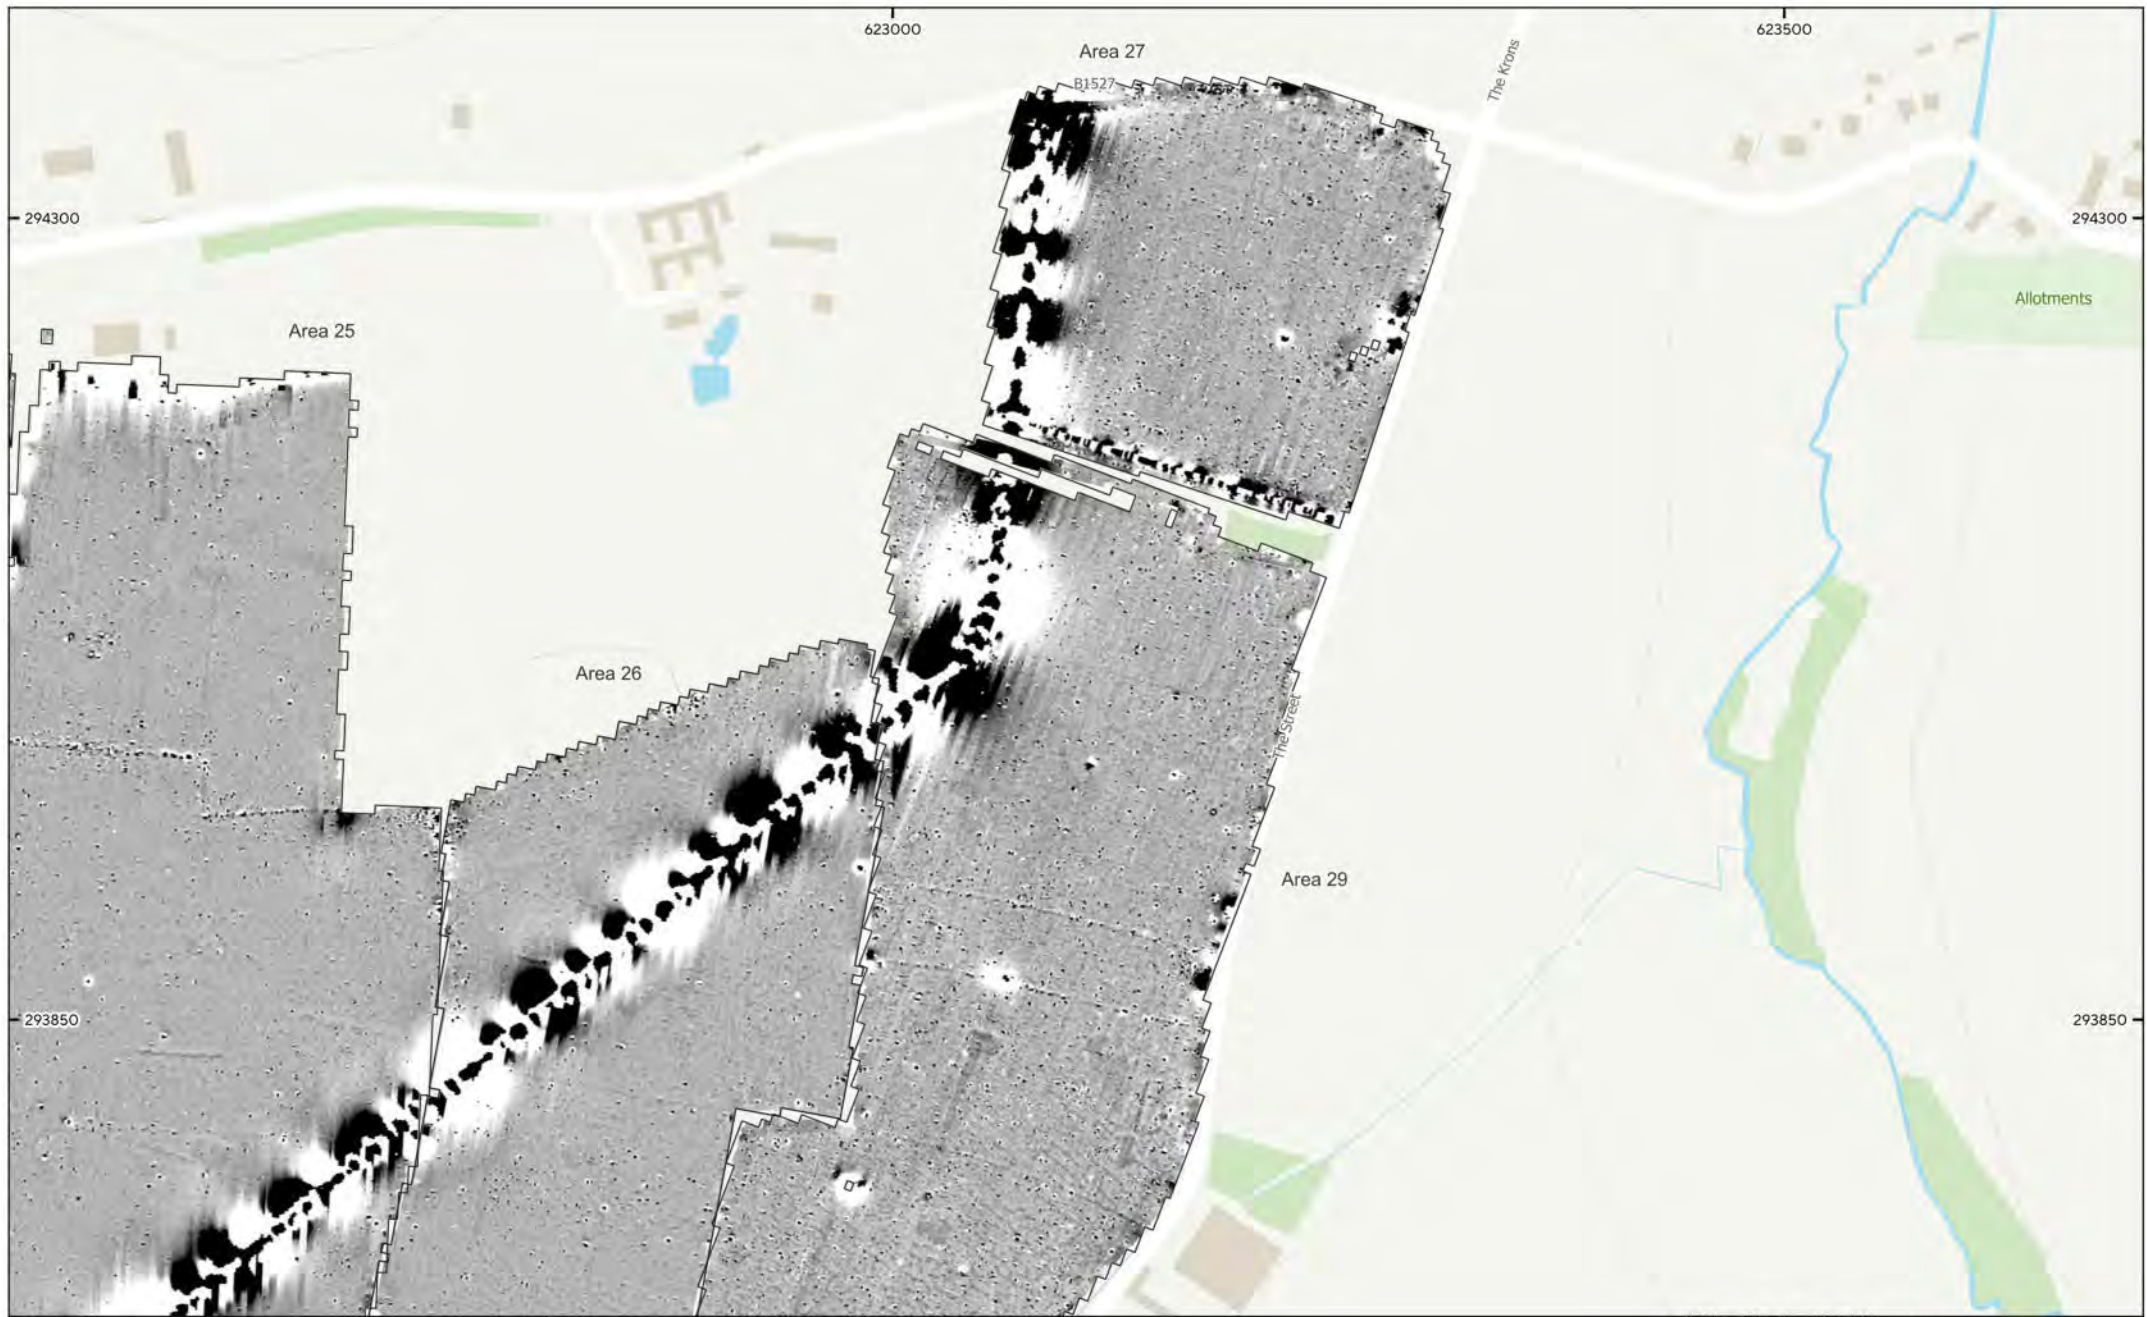 623000
623500
Area 27
B1527
The Krons
294300
294300
Allotments
Area 25
Area 26
The Street
Area 29
293850
293850